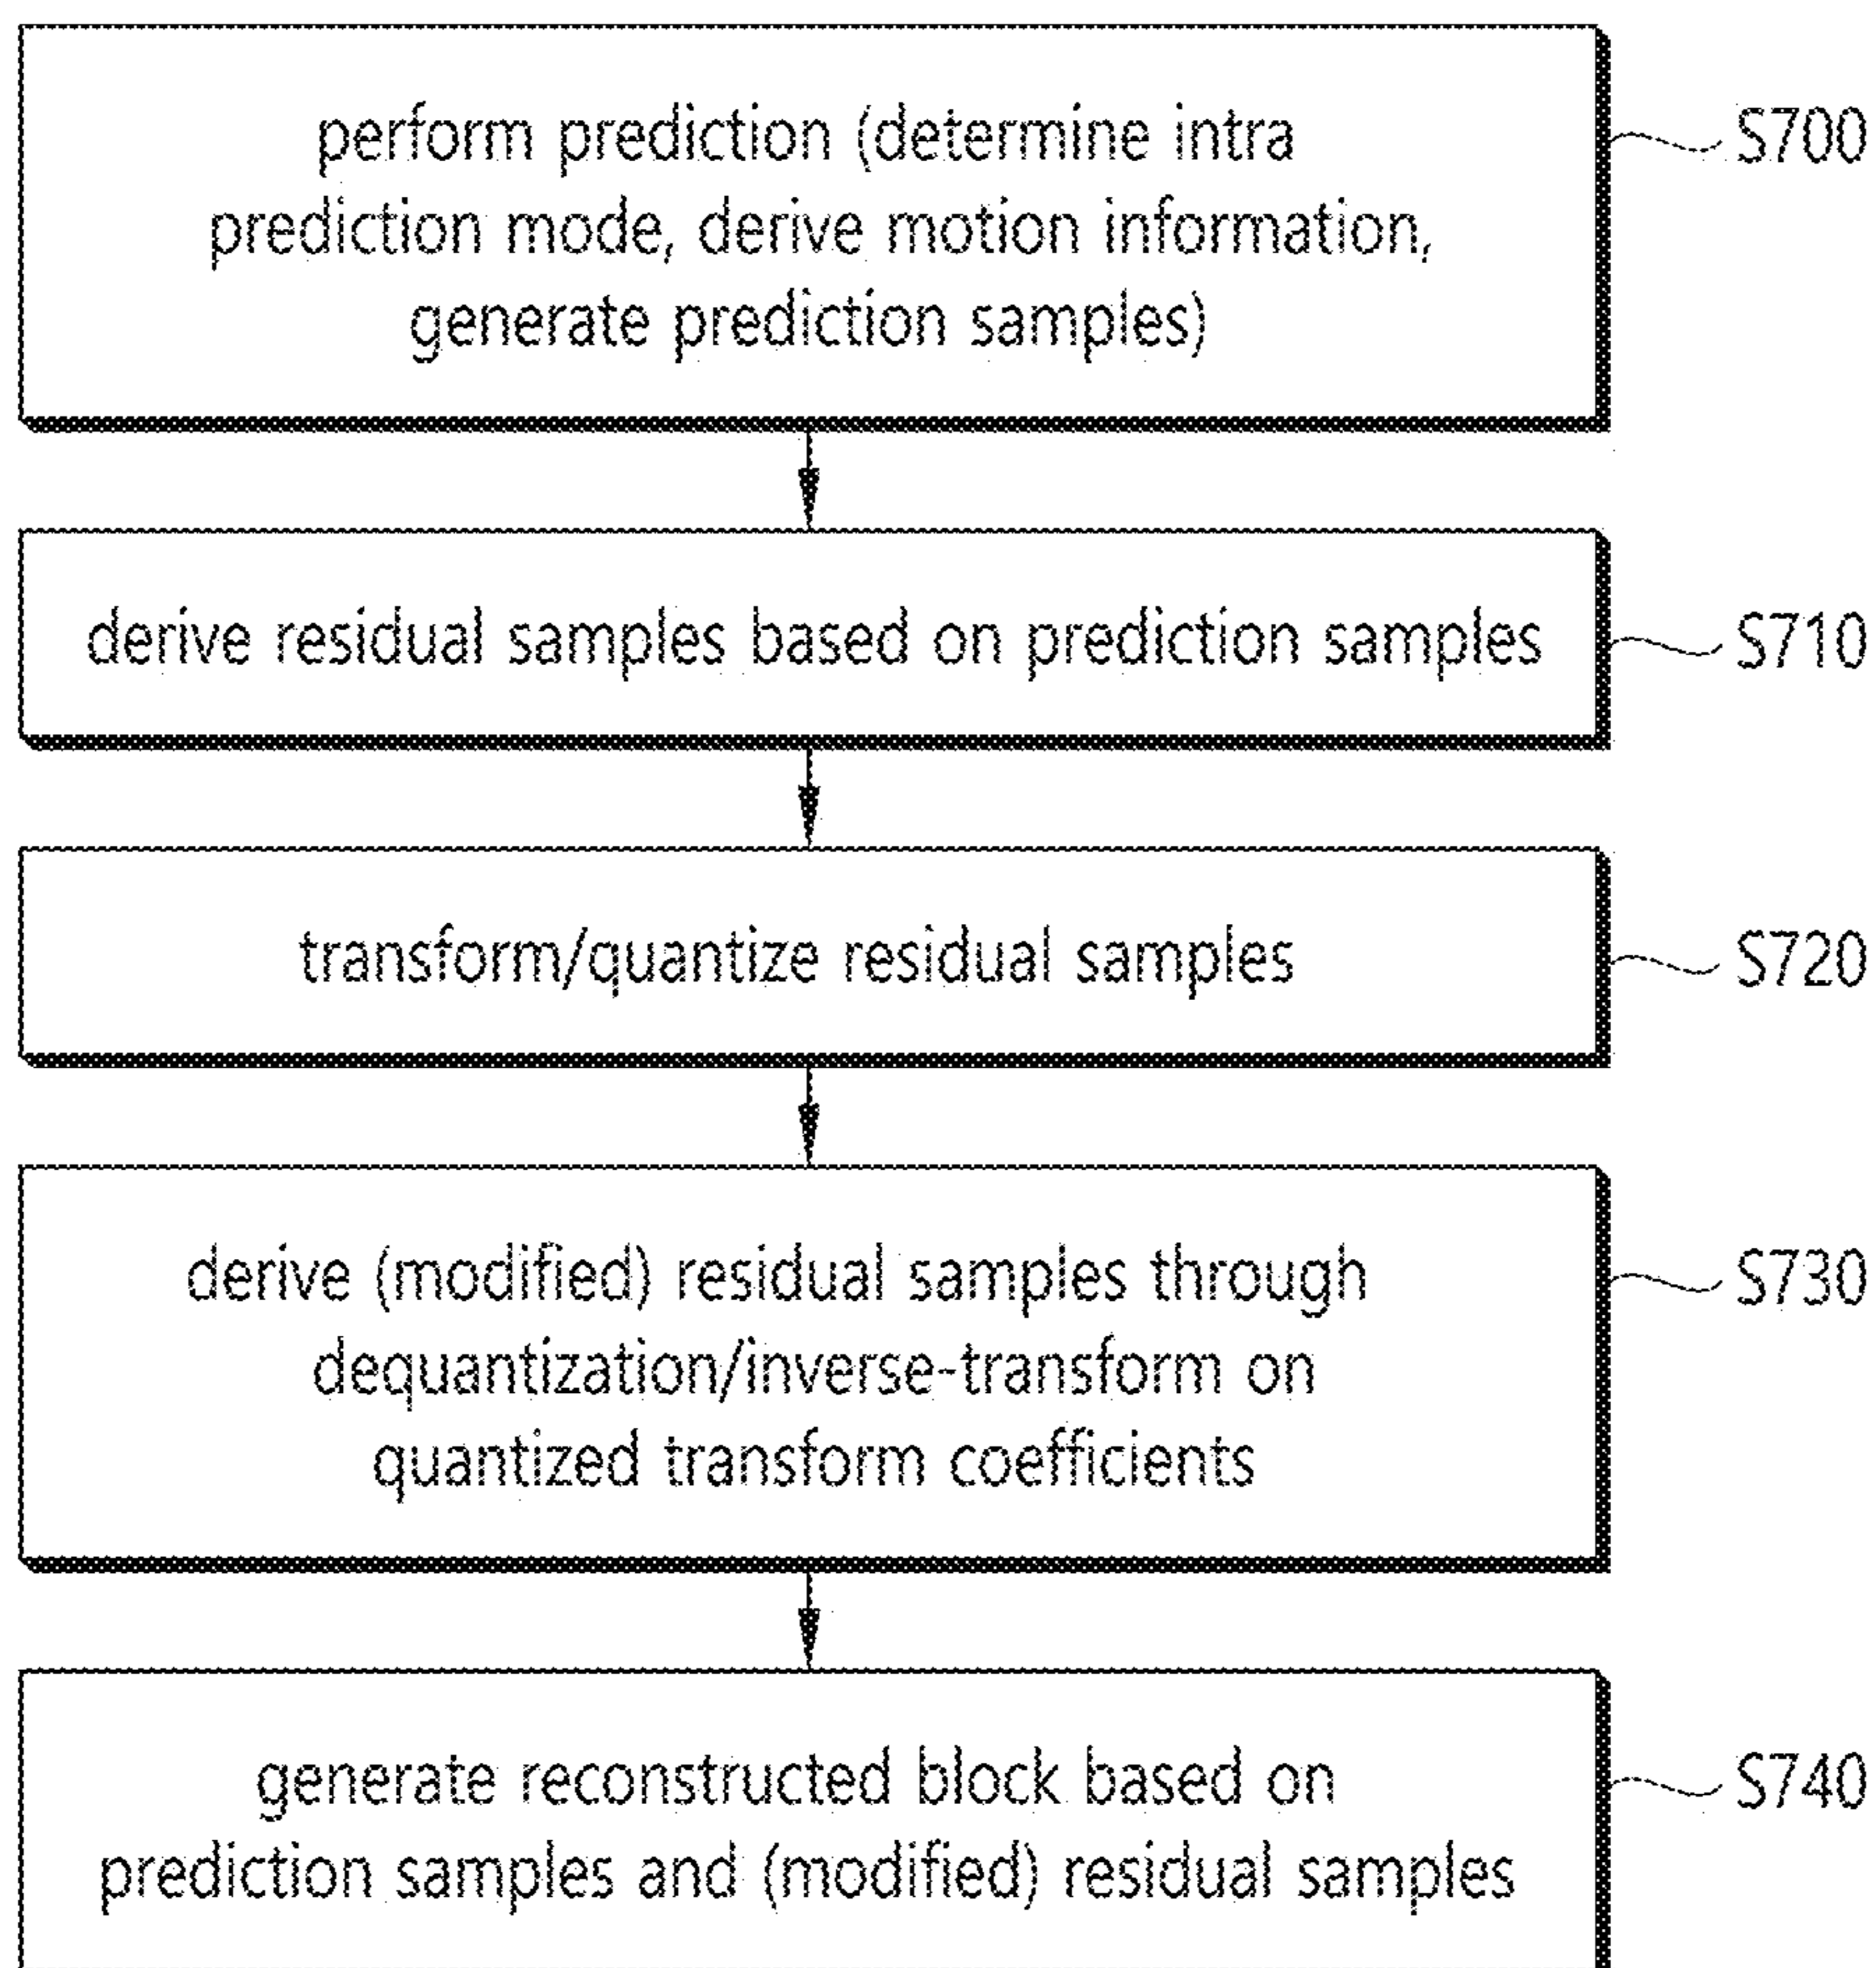 perform prediction (determine intra
prediction mode, derive motion information,
generate prediction samples)
S700
derive residual samples based on prediction samples
S710
transform/quantize residual samples
S720
derive (modified) residual samples through
dequantization/inverse-transform on
quantized transform coefficients
S730
generate reconstructed block based on
prediction samples and (modified) residual samples
S740